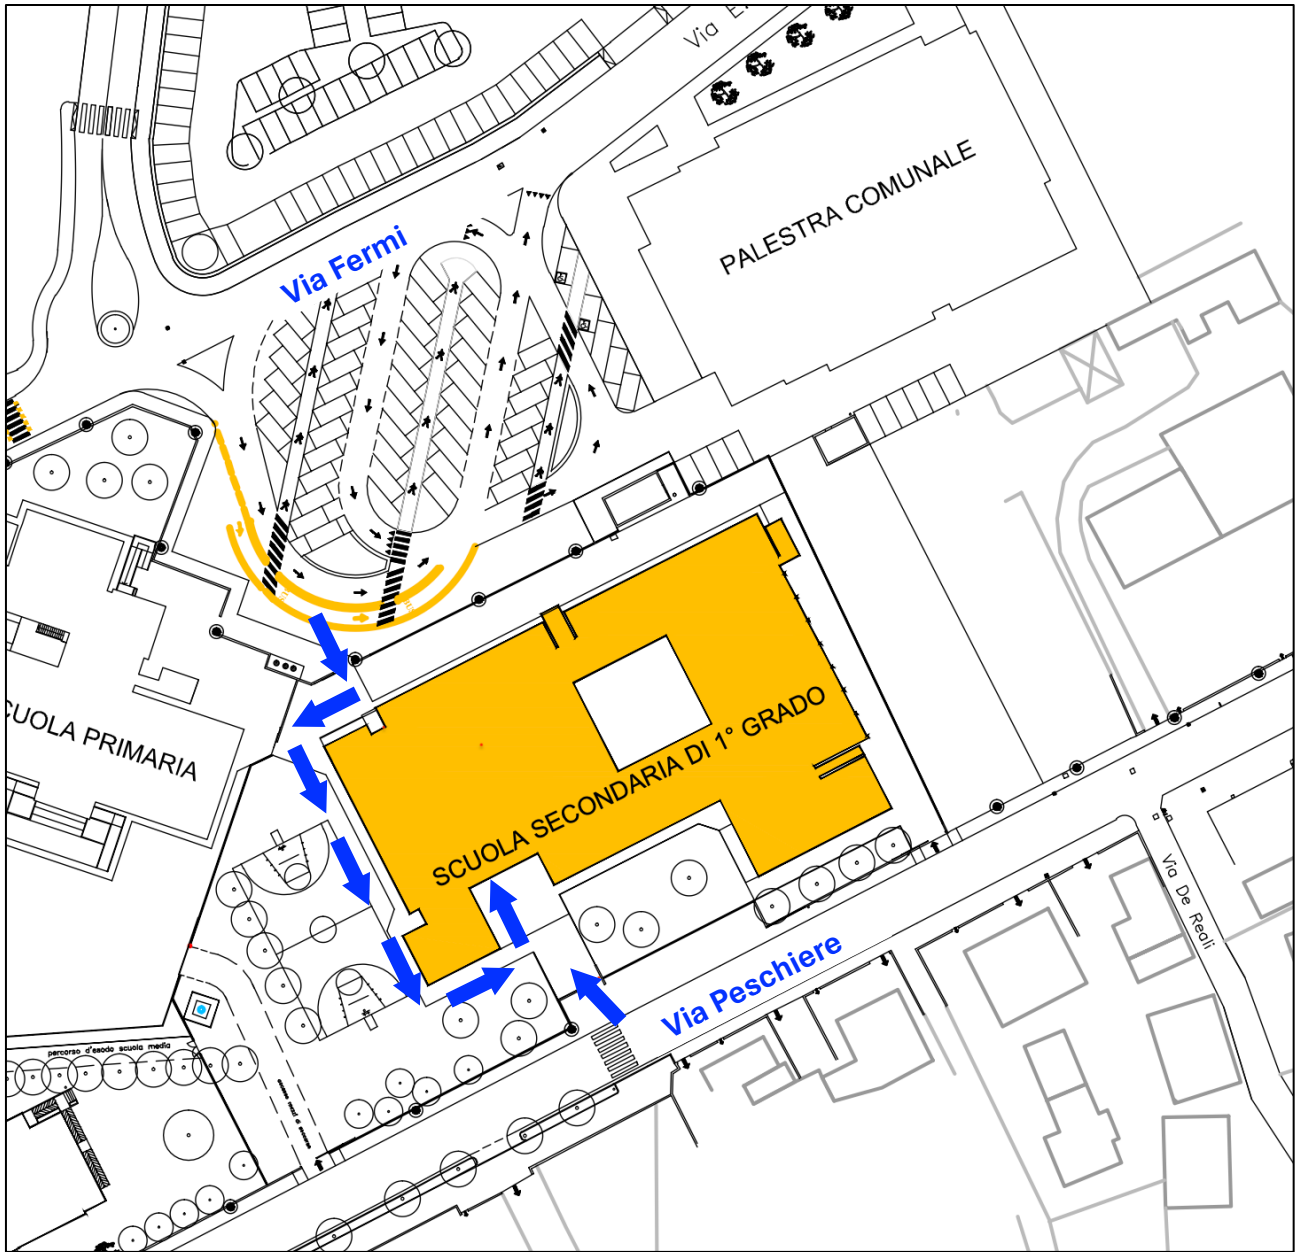 Via
PALESTRA COMUNALE
Via Fermi
CUOLA PRIMARIA
SCUOLA SECONDARIA DI 1° GRADO
Via De Reali
Via Peschiere
percorso d'esodo scuola media